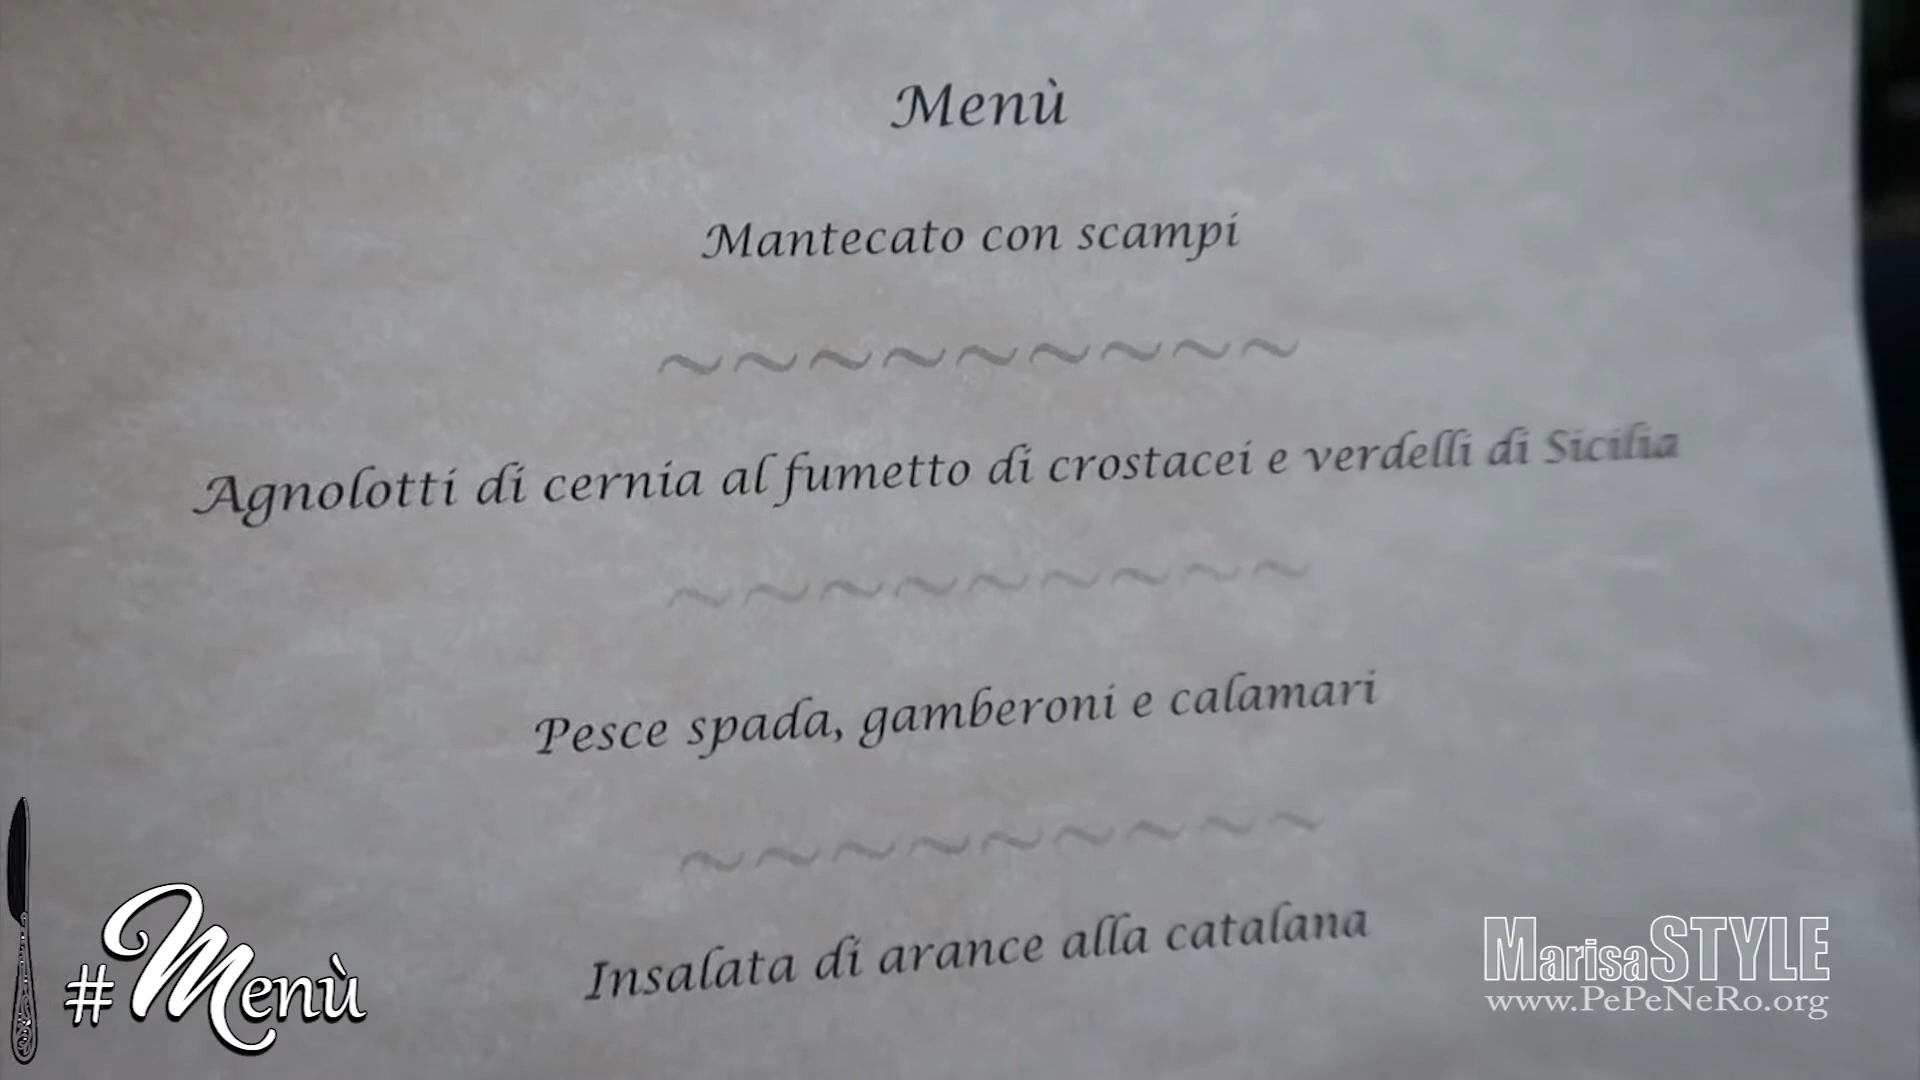 Menù
Mantecato con scampi
~~~~~~~~~
Agnolotti di cernia al fumetto di crostacei e verdelli di Sicilia
~~~~~~~~~
Pesce spada, gamberoni e calamari
~~~~~~~~~
Insalata di arance alla catalana
#Menù
MarisaSTYLE
www.PePeNeRo.org